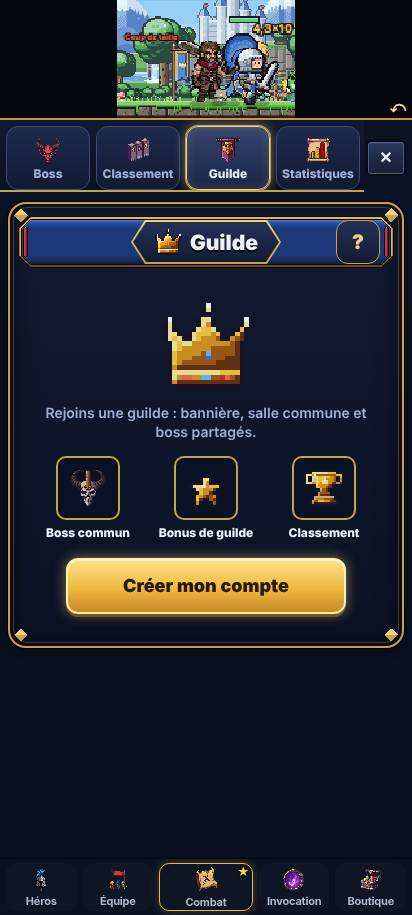 Boss
Classement
Guilde
Statistiques
×
Guilde
?
Rejoins une guilde : bannière, salle commune et
boss partagés.
Boss commun
Bonus de guilde
Classement
Créer mon compte
Héros
Équipe
Combat
Invocation
Boutique